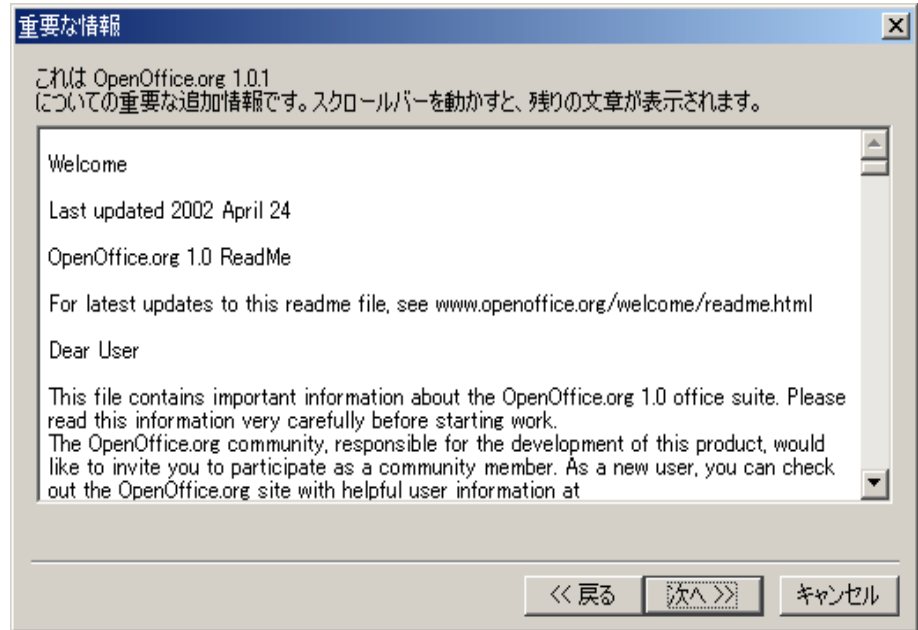 重要な情報
これは OpenOffice.org 1.0.1
についての重要な追加情報です。スクロールバーを動かすと、残りの文章が表示されます。
Welcome
Last updated 2002 April 24
OpenOffice.org 1.0 ReadMe
For latest updates to this readme file, see www.openoffice.org/welcome/readme.html
Dear User
This file contains important information about the OpenOffice.org 1.0 office suite. Please
read this information very carefully before starting work.
The OpenOffice.org community, responsible for the development of this product, would
like to invite you to participate as a community member. As a new user, you can check
out the OpenOffice.org site with helpful user information at
<< 戻る 次へ >> キャンセル